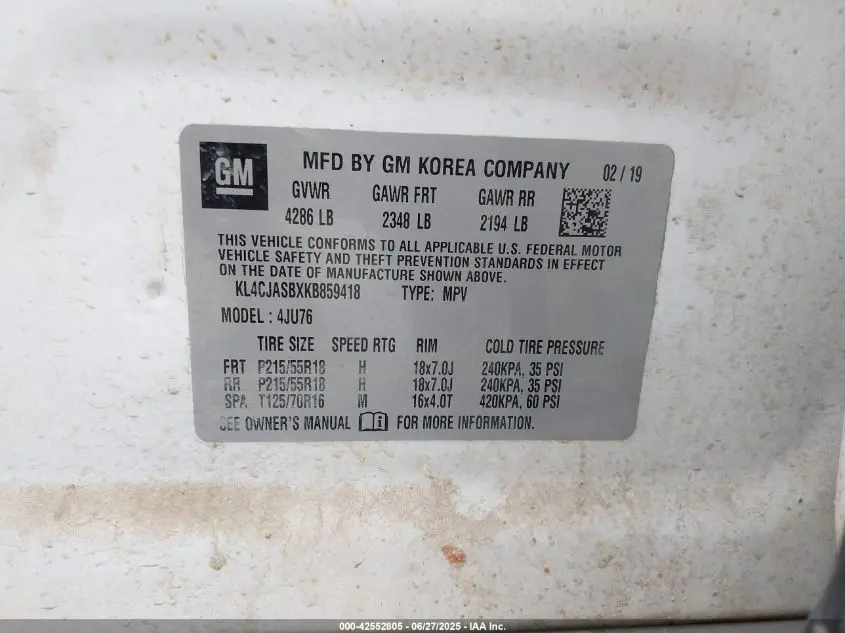 GM
MFD BY GM KOREA COMPANY 02 / 19
GVWR GAWR FRT GAWR RR
4286 LB 2348 LB 2194 LB
THIS VEHICLE CONFORMS TO ALL APPLICABLE U.S. FEDERAL MOTOR
VEHICLE SAFETY AND THEFT PREVENTION STANDARDS IN EFFECT
ON THE DATE OF MANUFACTURE SHOWN ABOVE.
KL4CJASBXKB859418 TYPE: MPV
MODEL : 4JU76
TIRE SIZE SPEED RTG RIM COLD TIRE PRESSURE
FRT P215/55R18 H 18x7.0J 240KPA, 35 PSI
RR P215/55R18 H 18x7.0J 240KPA, 35 PSI
SPA T125/70R16 M 16x4.0T 420KPA, 60 PSI
SEE OWNER'S MANUAL FOR MORE INFORMATION.
000-42552805 - 06/27/2025 - IAA Inc.